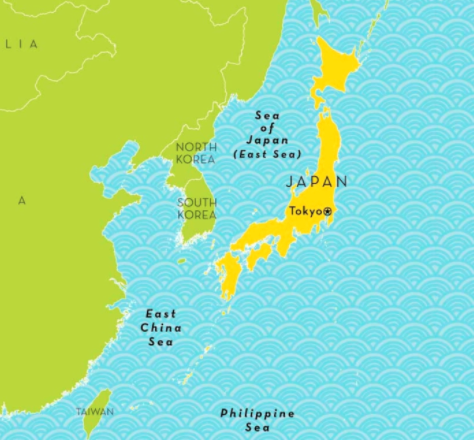 LIA
Sea
of
Japan
(East Sea)
NORTH
KOREA
JAPAN
A
SOUTH
KOREA
Tokyo
East
China
Sea
TAIWAN
Philippine
Sea